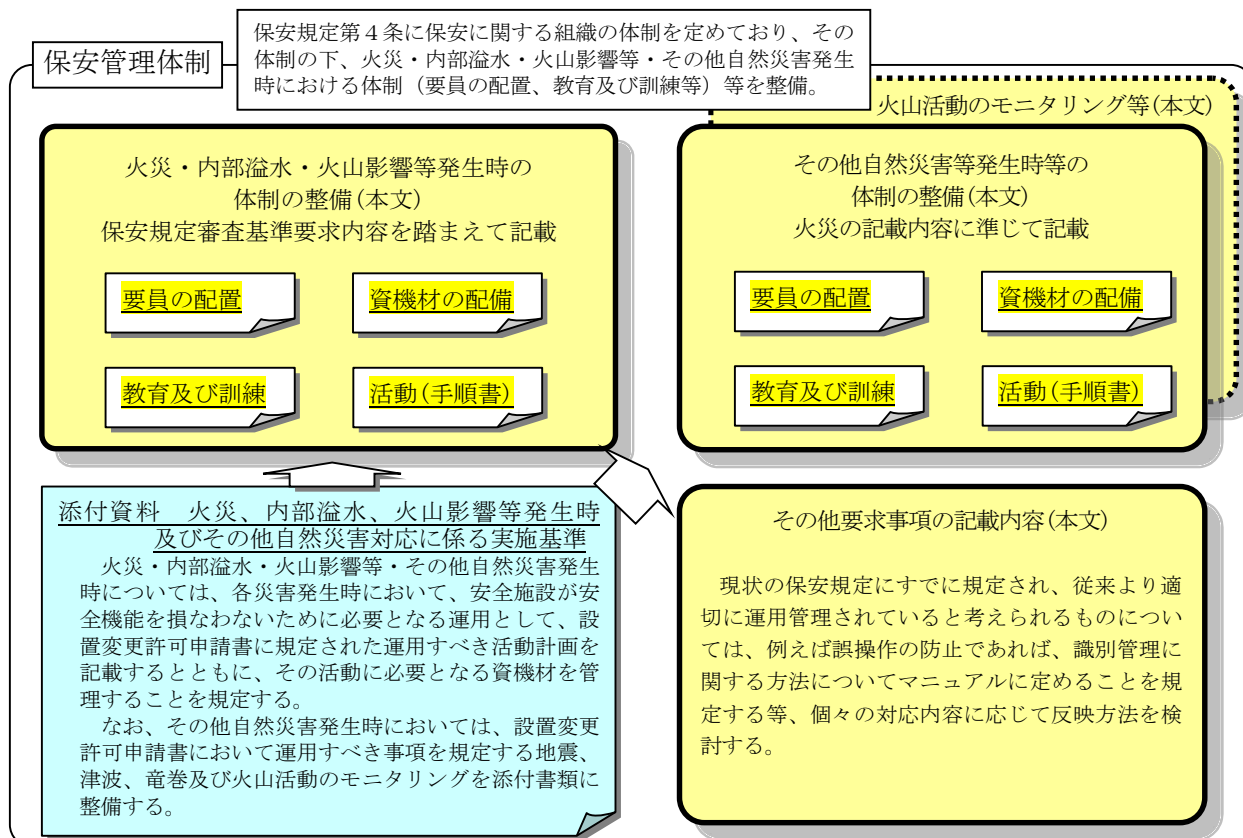 保安管理体制
保安規定第4条に保安に関する組織の体制を定めており、その
体制の下、火災・内部溢水・火山影響等・その他自然災害発生
時における体制（要員の配置、教育及び訓練等）等を整備。
火山活動のモニタリング等(本文)
火災・内部溢水・火山影響等発生時の
体制の整備(本文)
保安規定審査基準要求内容を踏まえて記載
要員の配置
資機材の配備
教育及び訓練
活動(手順書)
その他自然災害等発生時等の
体制の整備(本文)
火災の記載内容に準じて記載
要員の配置
資機材の配備
教育及び訓練
活動(手順書)
添付資料　火災、内部溢水、火山影響等発生時
及びその他自然災害対応に係る実施基準
　火災・内部溢水・火山影響等・その他自然災害発生
時については、各災害発生時において、安全施設が安
全機能を損なわないために必要となる運用として、設
置変更許可申請書に規定された運用すべき活動計画を
記載するとともに、その活動に必要となる資機材を管
理することを規定する。
　なお、その他自然災害発生時においては、設置変更
許可申請書において運用すべき事項を規定する地震、
津波、竜巻及び火山活動のモニタリングを添付書類に
整備する。
その他要求事項の記載内容(本文)
　現状の保安規定にすでに規定され、従来より適
切に運用管理されていると考えられるものについ
ては、例えば誤操作の防止であれば、識別管理に
関する方法についてマニュアルに定めることを規
定する等、個々の対応内容に応じて反映方法を検
討する。